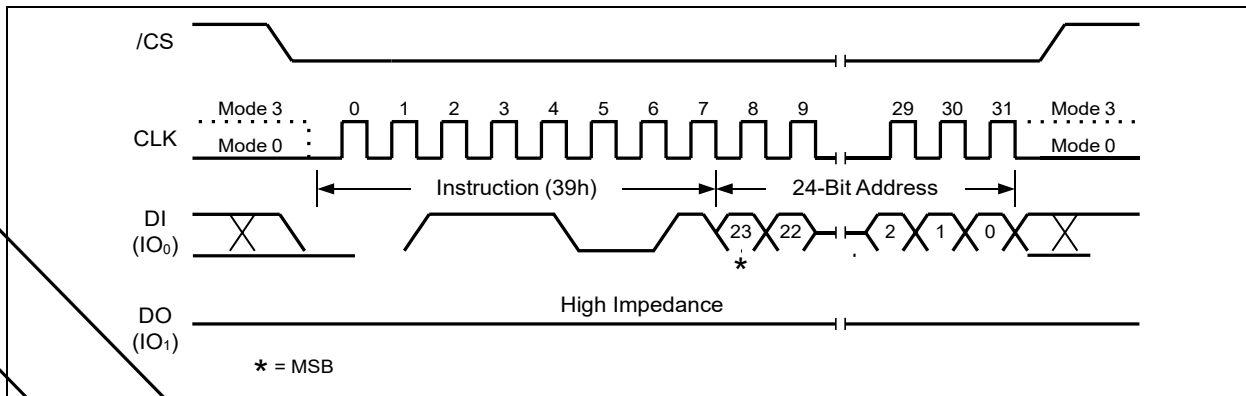 /CS
Mode 3 0 1 2 3 4 5 6 7 8 9 29 30 31 Mode 3
CLK
Mode 0 Mode 0
Instruction (39h) 24-Bit Address
DI
(IO₀)
23 22 2 1 0
*
High Impedance
DO
(IO₁)
* = MSB